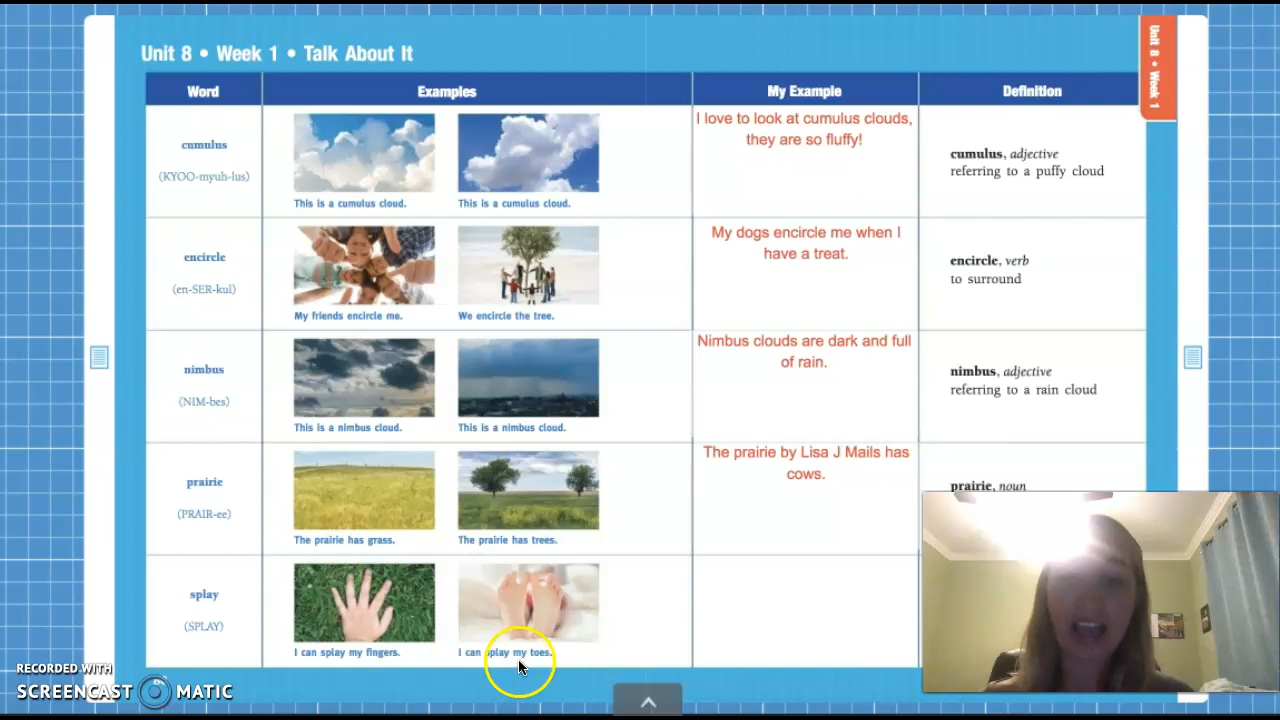 Unit 8 • Week 1 • Talk About It
Unit 8 • Week 1
Word Examples My Example Definition
cumulus
(KYOO-myuh-lus)
This is a cumulus cloud. This is a cumulus cloud.
I love to look at cumulus clouds,
they are so fluffy!
cumulus, adjective
referring to a puffy cloud
encircle
(en-SER-kul)
My friends encircle me. We encircle the tree.
My dogs encircle me when I
have a treat.
encircle, verb
to surround
nimbus
(NIM-bes)
This is a nimbus cloud. This is a nimbus cloud.
Nimbus clouds are dark and full
of rain.
nimbus, adjective
referring to a rain cloud
prairie
(PRAIR-ee)
The prairie has grass. The prairie has trees.
The prairie by Lisa J Mails has
cows.
prairie, noun
splay
(SPLAY)
I can splay my fingers. I can splay my toes.
RECORDED WITH
SCREENCAST MATIC